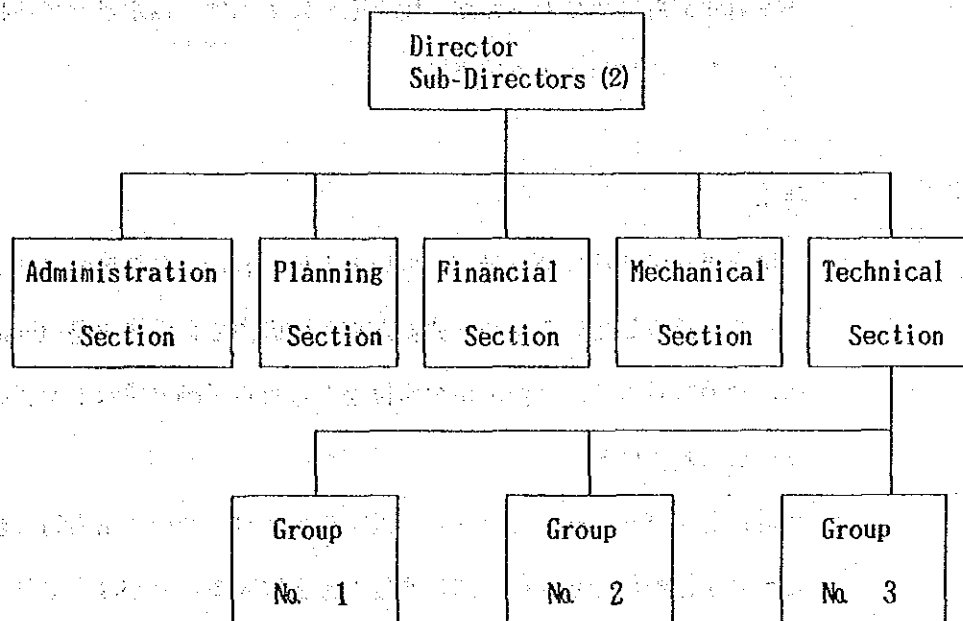 Director
Sub-Directors (2)
Admimistration
Section
Planning
Section
Financial
Section
Mechanical
Section
Technical
Section
Group
No. 1
Group
No. 2
Group
No. 3